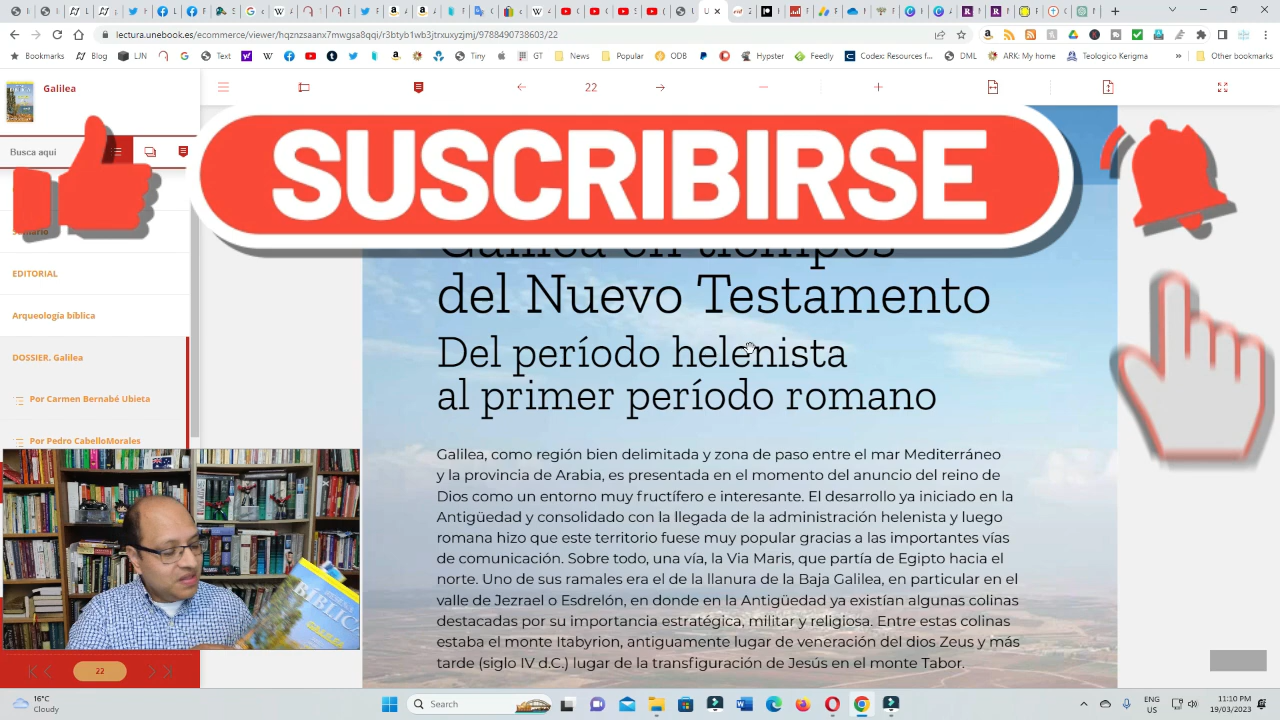 lectura.unebook.es/ecommerce/viewer/hqznzsaanx7mwgsa8qqi/r3btyb1wb3jtrxuxyzjmj/9788490738603/22
Bookmarks Blog LJN Text W News Popular ODB Hypster GT Feedly Codex Resources f... DML ARK: My home Teologico Kerigma » Other bookmarks
Galilea
22
Busca aquí
SUSCRIBIRSE
Sumario
EDITORIAL
Arqueología bíblica
DOSSIER. Galilea
Por Carmen Bernabé Ubieta
Por Pedro CabelloMorales
Galilea en tiempos
del Nuevo Testamento
Del período helenista
al primer período romano
Galilea, como región bien delimitada y zona de paso entre el mar Mediterráneo
y la provincia de Arabia, es presentada en el momento del anuncio del reino de
Dios como un entorno muy fructífero e interesante. El desarrollo ya iniciado en la
Antigüedad y consolidado con la llegada de la administración helenista y luego
romana hizo que este territorio fuese muy popular gracias a las importantes vías
de comunicación. Sobre todo, una vía, la Via Maris, que partía de Egipto hacia el
norte. Uno de sus ramales era el de la llanura de la Baja Galilea, en particular en el
valle de Jezrael o Esdrelón, en donde en la Antigüedad ya existían algunas colinas
destacadas por su importancia estratégica, militar y religiosa. Entre estas colinas
estaba el monte Itabyrion, antiguamente lugar de veneración del dios Zeus y más
tarde (siglo IV d.C.) lugar de la transfiguración de Jesús en el monte Tabor.
22
16°C
Cloudy
Search
ENG
US
11:10 PM
19/03/2023